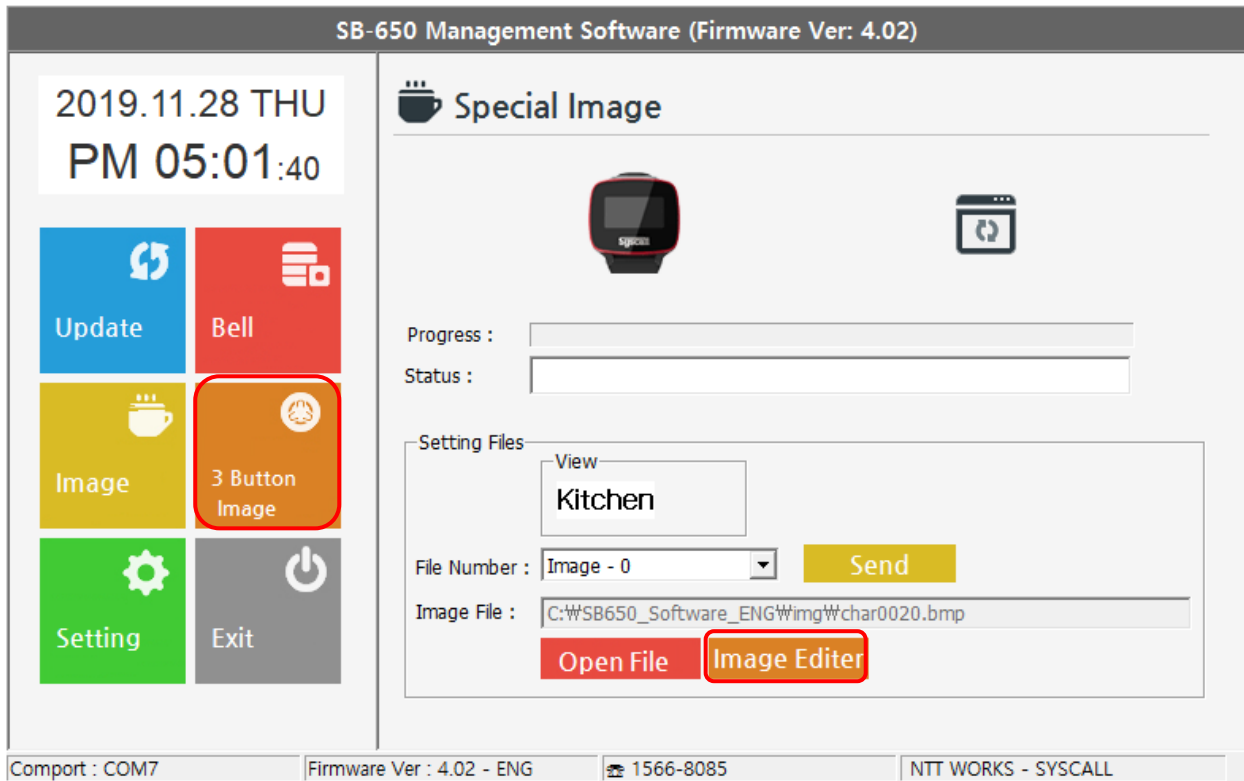 SB-650 Management Software (Firmware Ver: 4.02)
2019.11.28 THU
PM 05:01:40
Update
Bell
Image
3 Button
Image
Setting
Exit
Special Image
syscall
Progress :
Status :
Setting Files
View
Kitchen
File Number : Image - 0
Send
Image File : C:₩SB650_Software_ENG₩img₩char0020.bmp
Open File
Image Editer
Comport : COM7
Firmware Ver : 4.02 - ENG
☎ 1566-8085
NTT WORKS - SYSCALL